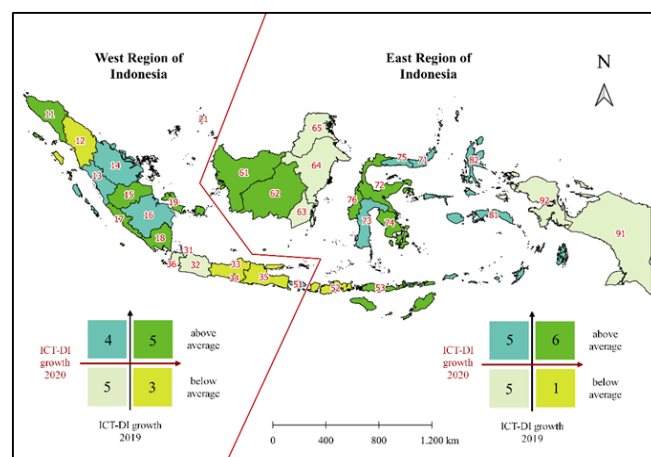 West Region of
Indonesia
East Region of
Indonesia
N
11
12
21
14
13
15
19
16
17
18
31
36
32
33
35
51
65
61
64
62
63
75
71
82
72
76
73
74
81
92
91
52
53
4
5
above
average
ICT-DI
growth
2020
5
3
below
average
ICT-DI growth
2019
5
6
above
average
ICT-DI
growth
2020
5
1
below
average
ICT-DI growth
2019
0
200
400
800
1.200 km